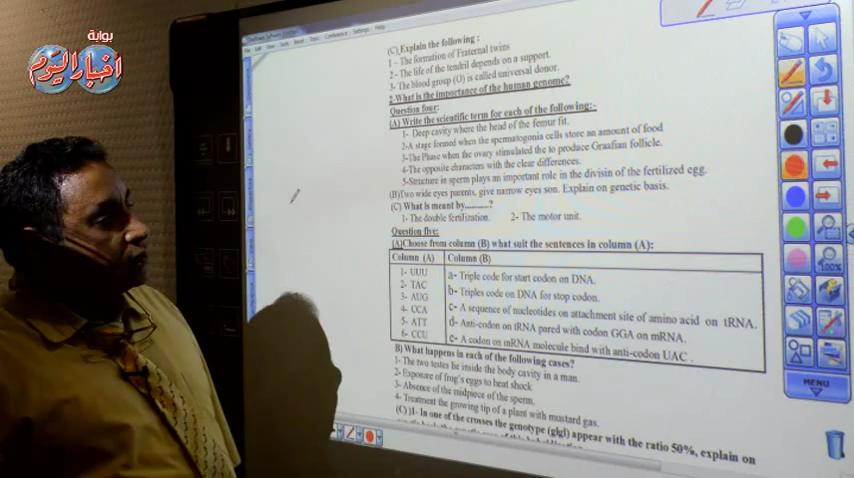 بوابة
اخبار اليوم
(C) Explain the following :
1 - The formation of Fraternal twins
2- The life of the tendril depends on a support.
3- The blood group (O) is called universal donor.
2-What is the importance of the human genome?
Question four:
(A) Write the scientific term for each of the following:-
1- Deep cavity where the head of the femur fit.
2-A stage formed when the spermatogonia cells store an amount of food
3-The Phase when the ovary stimulated the to produce Graafian follicle.
4-The opposite characters with the clear differences.
5-Structure in sperm plays an important role in the divisin of the fertilized egg.
(B)Two wide eyes parents, give narrow eyes son. Explain on genetic basis.
(C) What is meant by...........?
1- The double fertilization. 2- The motor unit.
Question five:
(A)Choose from column (B) what suit the sentences in column (A):
Column (A) Column (B)
1- UUU
2- TAC
3- AUG
4- CCA
5- ATT
6- CCU
a- Triple code for start codon on DNA.
b- Triples code on DNA for stop codon.
c- A sequence of nucleotides on attachment site of amino acid on tRNA.
d- Anti-codon on tRNA pared with codon GGA on mRNA.
e- A codon on mRNA molecule bind with anti-codon UAC .
B) What happens in each of the following cases?
1- The two testes lie inside the body cavity in a man.
2- Exposure of frog's eggs to heat shock
3- Absence of the midpiece of the sperm.
4- Treatment the growing tip of a plant with mustard gas.
(C) )1- In one of the crosses the genotype (glgl) appear with the ratio 50%, explain on
100%
MENU